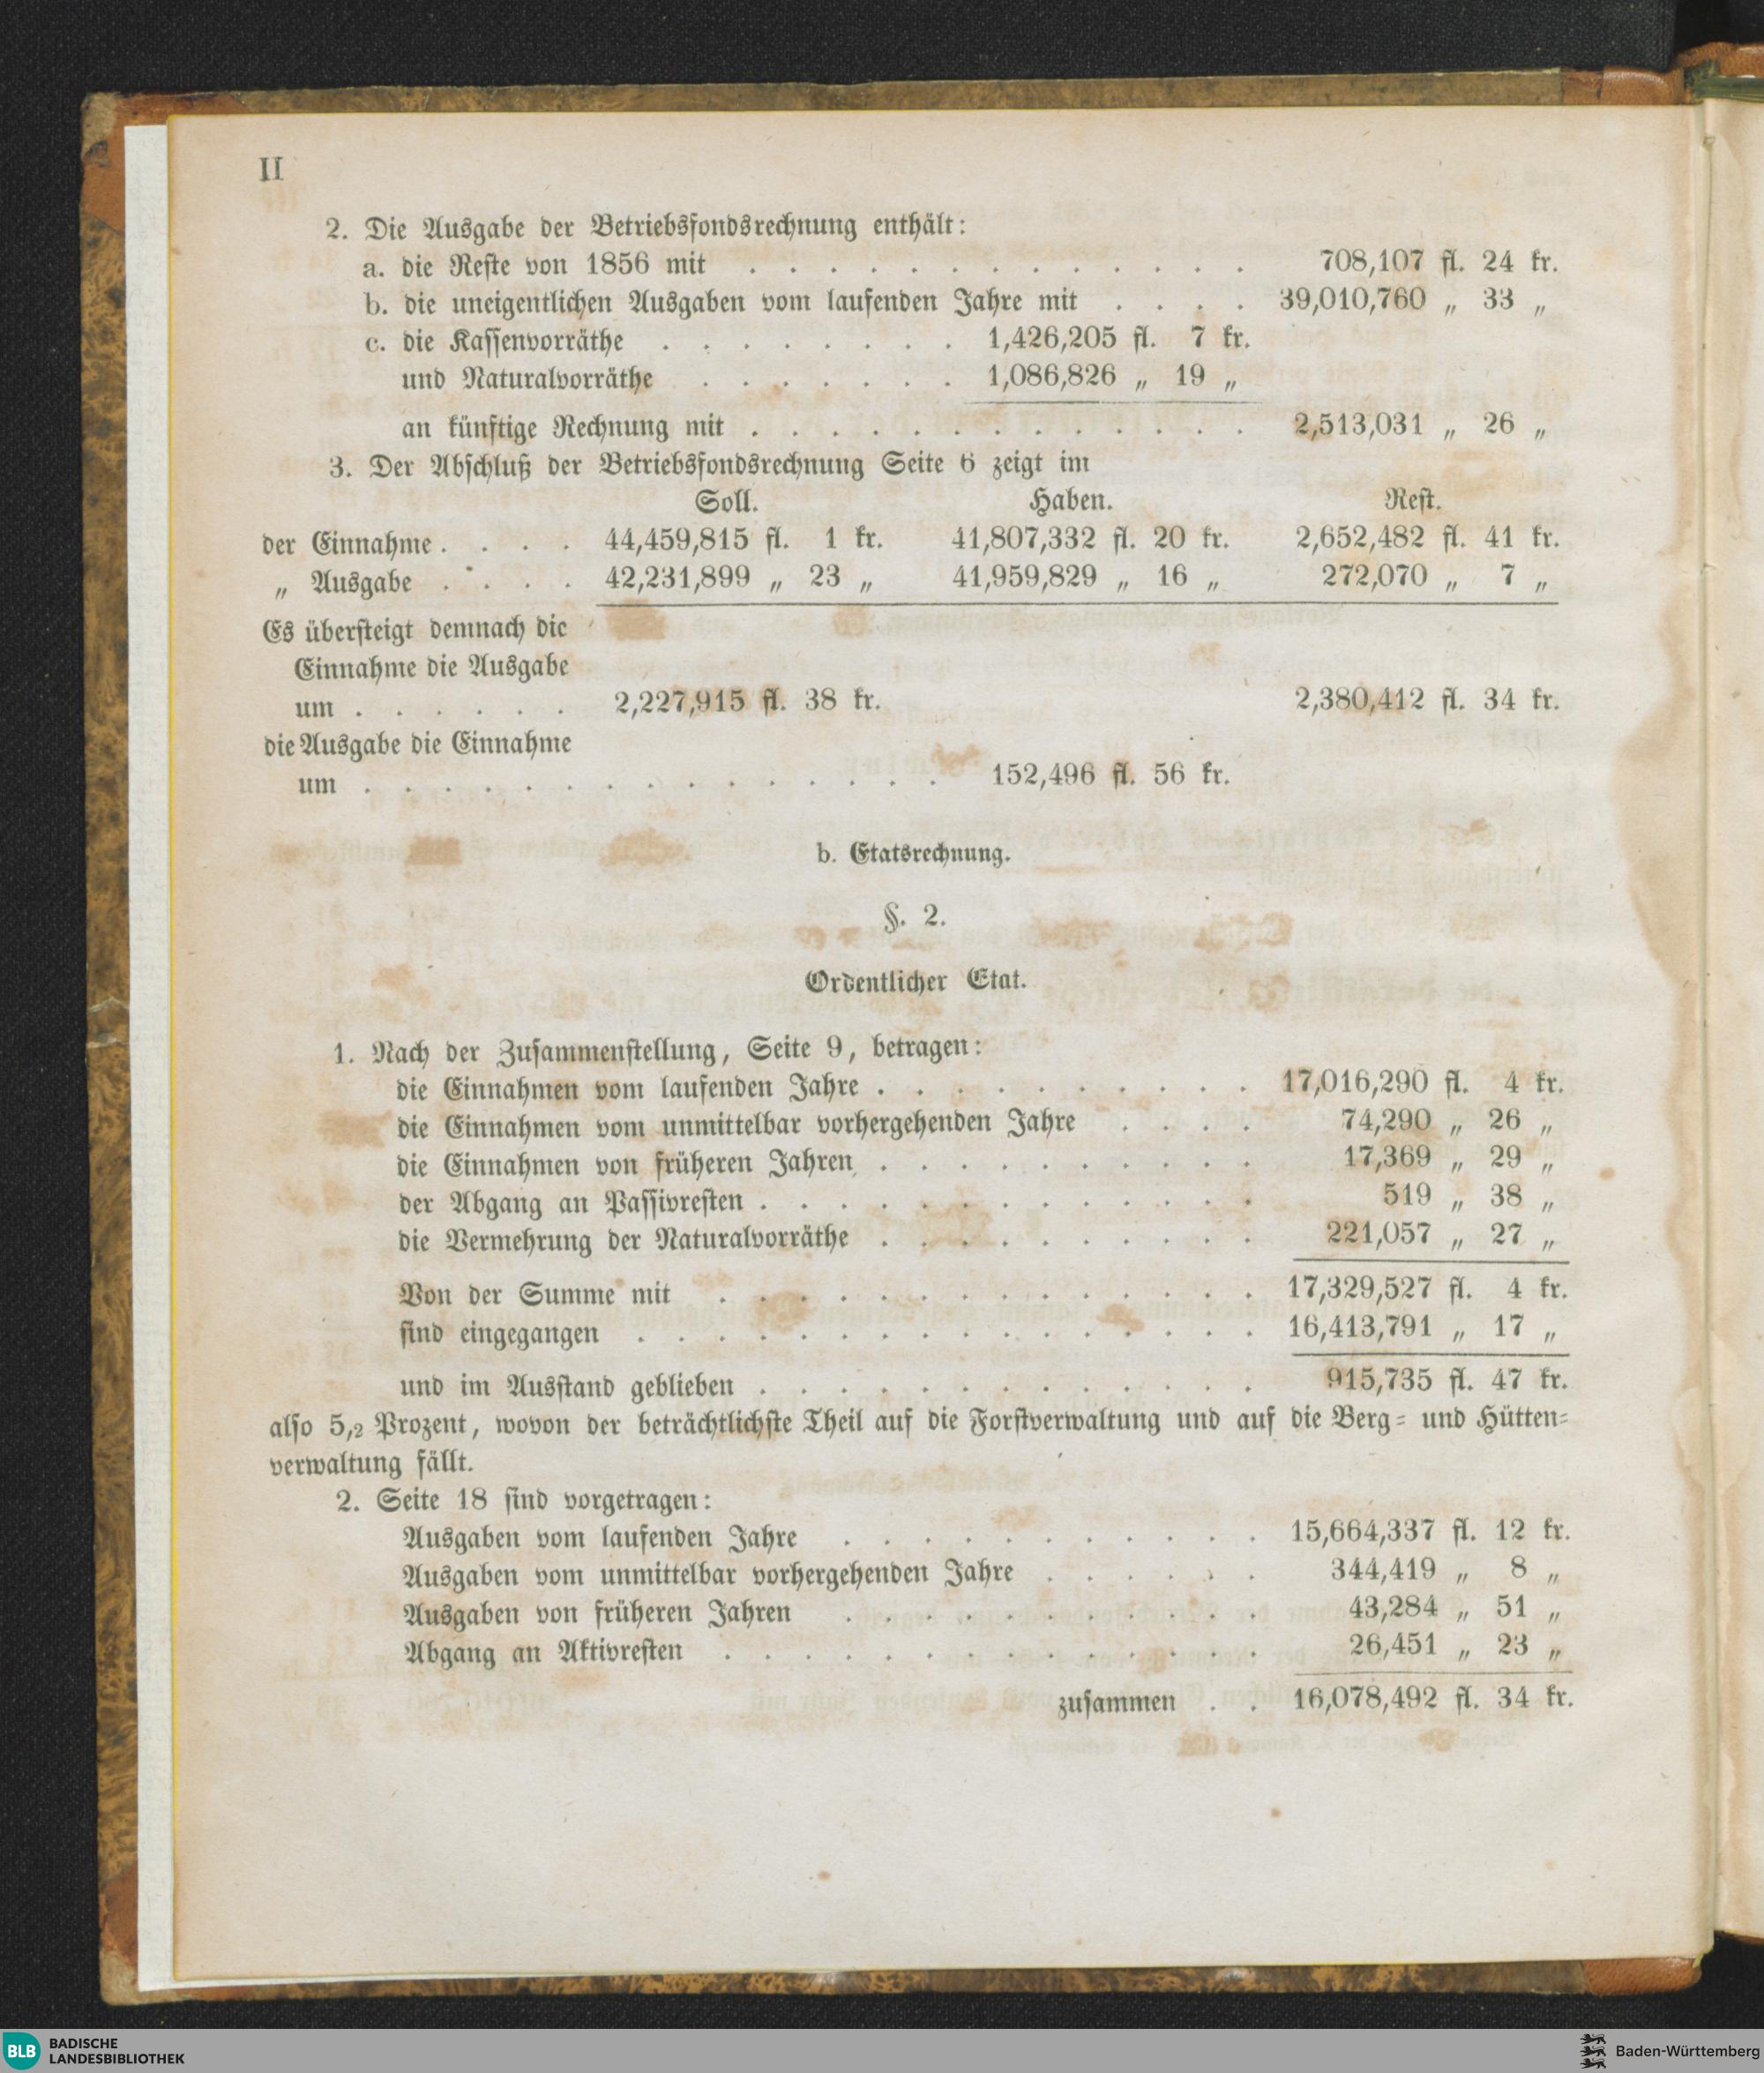 II
2. Die Ausgabe der Betriebsfondsrechnung enthält:
a. die Reste von 1856 mit . . . . . . . . . . . . . 708,107 fl. 24 kr.
b. die uneigentlichen Ausgaben vom laufenden Jahre mit . . . . 39,010,760 „ 33 „
c. die Kassenvorräthe . . . . . . . . 1,426,205 fl. 7 kr.
und Naturalvorräthe . . . . . . . 1,086,826 „ 19 „
an künftige Rechnung mit . . . . . . . . . . . . . 2,513,031 „ 26 „
3. Der Abschluß der Betriebsfondsrechnung Seite 6 zeigt im
Soll. Haben. Rest.
der Einnahme . . . . 44,459,815 fl. 1 kr. 41,807,332 fl. 20 kr. 2,652,482 fl. 41 kr.
„ Ausgabe . . . . 42,231,899 „ 23 „ 41,959,829 „ 16 „ 272,070 „ 7 „
Es übersteigt demnach die
Einnahme die Ausgabe
um . . . . . . 2,227,915 fl. 38 kr. 2,380,412 fl. 34 kr.
die Ausgabe die Einnahme
um . . . . . . . . . . . . . . . 152,496 fl. 56 kr.
b. Etatsrechnung.
§. 2.
Ordentlicher Etat.
1. Nach der Zusammenstellung, Seite 9, betragen:
die Einnahmen vom laufenden Jahre . . . . . . . . . . 17,016,290 fl. 4 kr.
die Einnahmen vom unmittelbar vorhergehenden Jahre . . . . 74,290 „ 26 „
die Einnahmen von früheren Jahren . . . . . . . . . . 17,369 „ 29 „
der Abgang an Passivresten . . . . . . . . . . . . . 519 „ 38 „
die Vermehrung der Naturalvorräthe . . . . . . . . . . 221,057 „ 27 „
Von der Summe mit . . . . . . . . . . . . . . 17,329,527 fl. 4 kr.
sind eingegangen . . . . . . . . . . . . . . . . 16,413,791 „ 17 „
und im Ausstand geblieben . . . . . . . . . . . . . 915,735 fl. 47 kr.
also 5,2 Prozent, wovon der beträchtlichste Theil auf die Forstverwaltung und auf die Berg- und Hütten-
verwaltung fällt.
2. Seite 18 sind vorgetragen:
Ausgaben vom laufenden Jahre . . . . . . . . . . . 15,664,337 fl. 12 kr.
Ausgaben vom unmittelbar vorhergehenden Jahre . . . . . . 344,419 „ 8 „
Ausgaben von früheren Jahren . . . . . . . . . . . 43,284 „ 51 „
Abgang an Aktivresten . . . . . . . . . . . . . . 26,451 „ 23 „
zusammen . . 16,078,492 fl. 34 kr.
BLB BADISCHE
LANDESBIBLIOTHEK
Baden-Württemberg